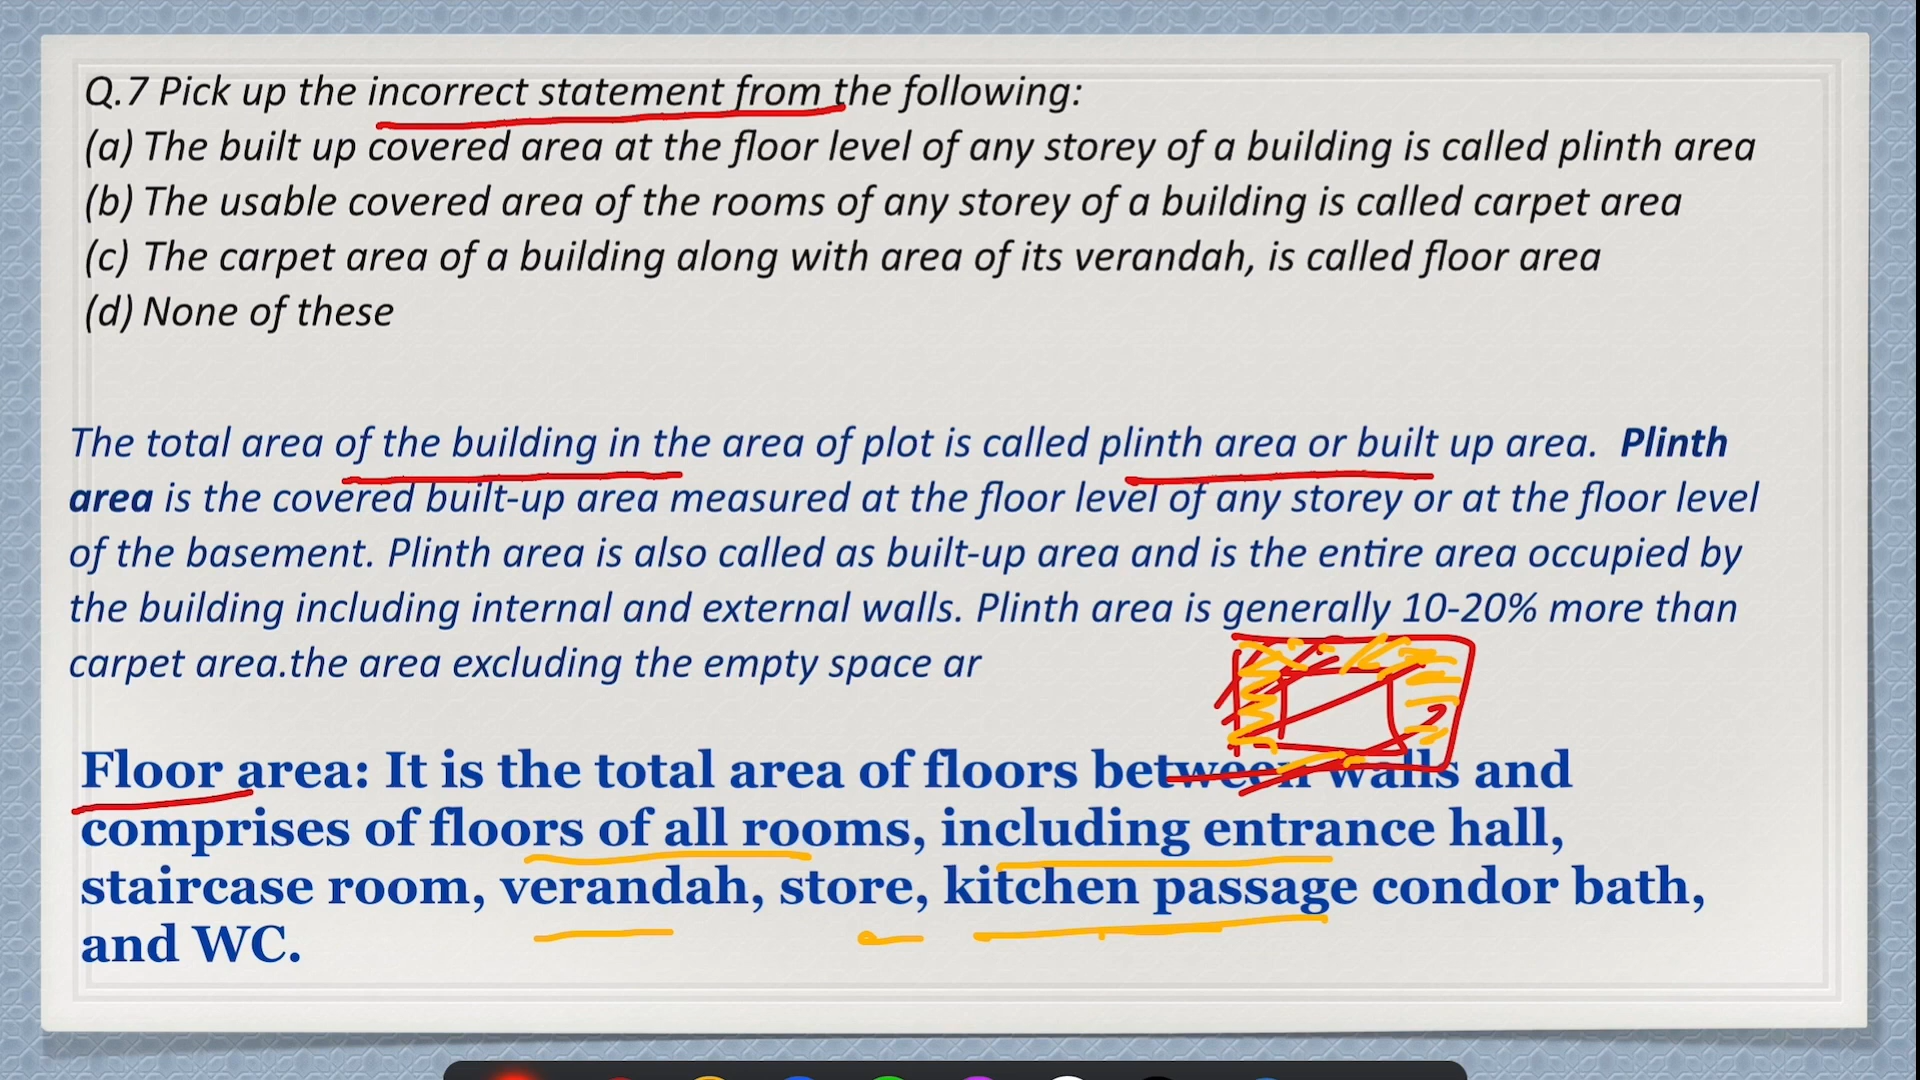 Q.7 Pick up the incorrect statement from the following:
(a) The built up covered area at the floor level of any storey of a building is called plinth area
(b) The usable covered area of the rooms of any storey of a building is called carpet area
(c) The carpet area of a building along with area of its verandah, is called floor area
(d) None of these
The total area of the building in the area of plot is called plinth area or built up area. Plinth
area is the covered built-up area measured at the floor level of any storey or at the floor level
of the basement. Plinth area is also called as built-up area and is the entire area occupied by
the building including internal and external walls. Plinth area is generally 10-20% more than
carpet area.the area excluding the empty space ar
Floor area: It is the total area of floors between walls and
comprises of floors of all rooms, including entrance hall,
staircase room, verandah, store, kitchen passage condor bath,
and WC.